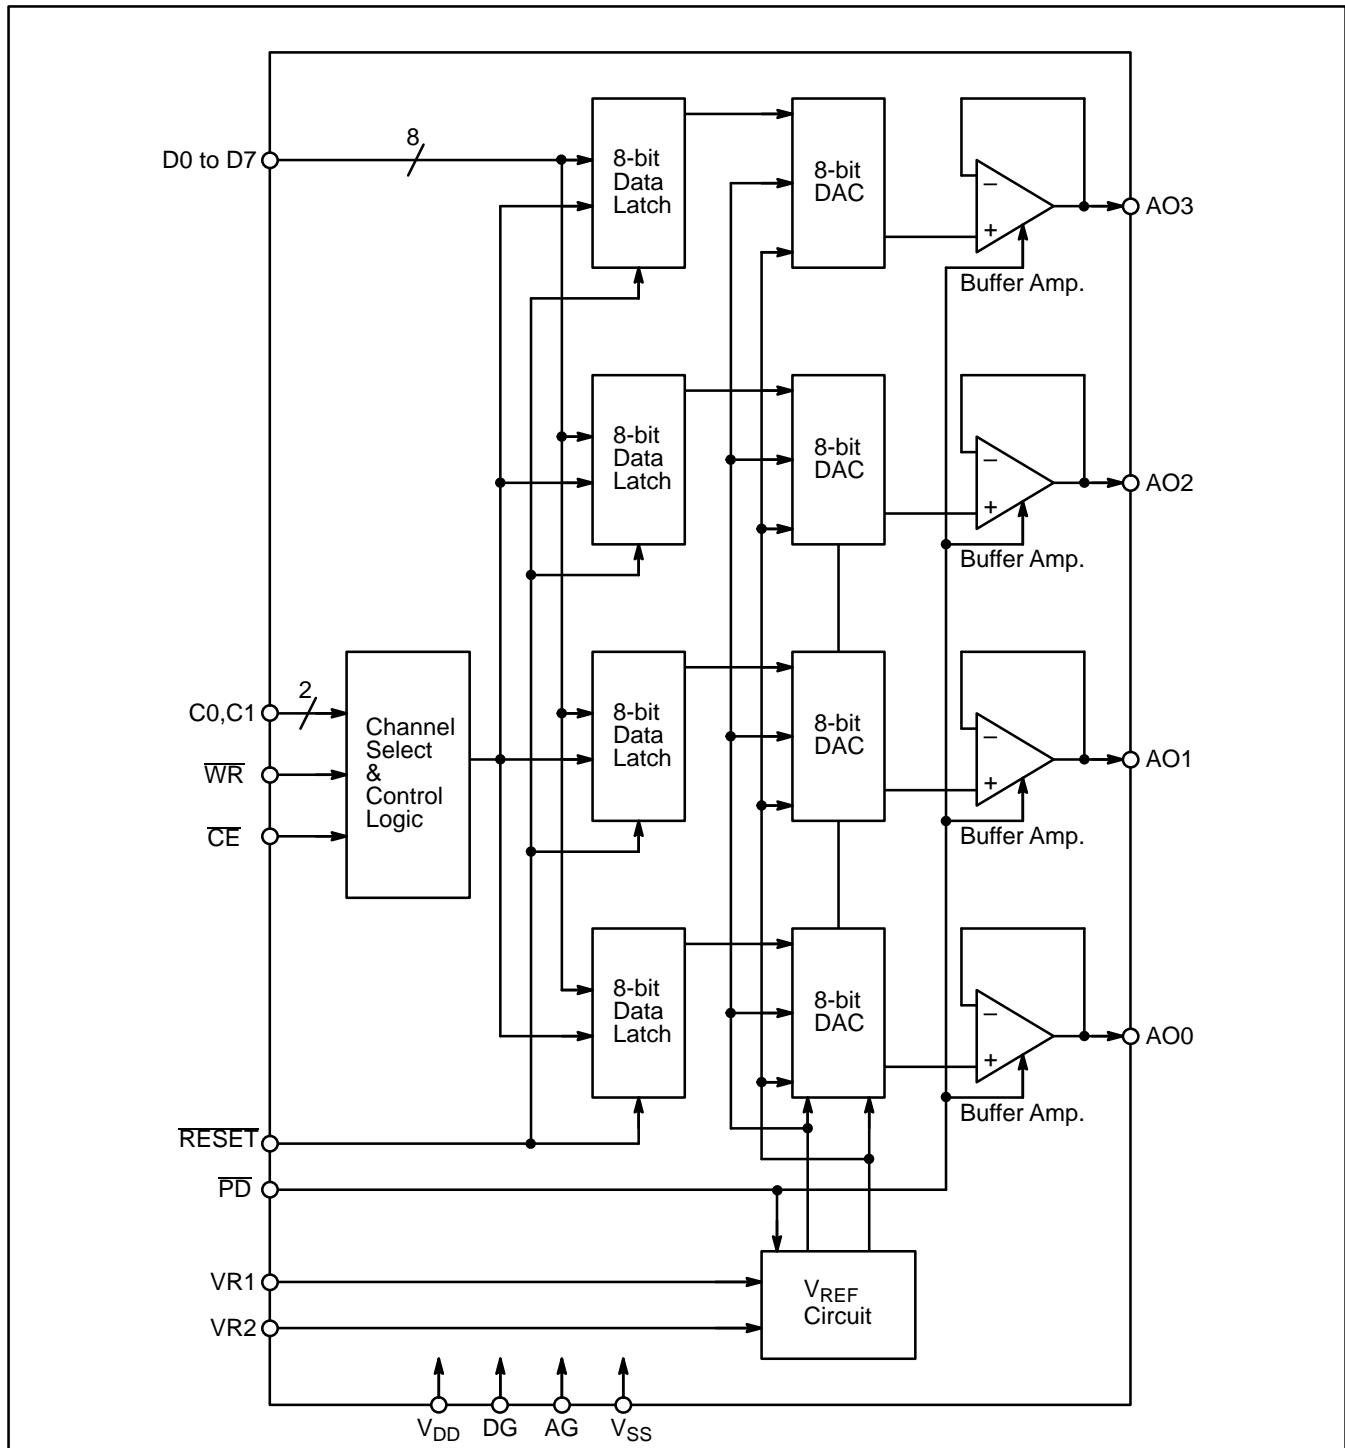 8
D0 to D7
8-bit
Data
Latch
8-bit
DAC
−
+
AO3
Buffer Amp.
8-bit
Data
Latch
8-bit
DAC
−
+
AO2
Buffer Amp.
2
C0,C1
WR
CE
Channel
Select
&
Control
Logic
8-bit
Data
Latch
8-bit
DAC
−
+
AO1
Buffer Amp.
8-bit
Data
Latch
8-bit
DAC
−
+
AO0
Buffer Amp.
RESET
PD
VR1
VR2
VREF
Circuit
VDD
DG
AG
VSS